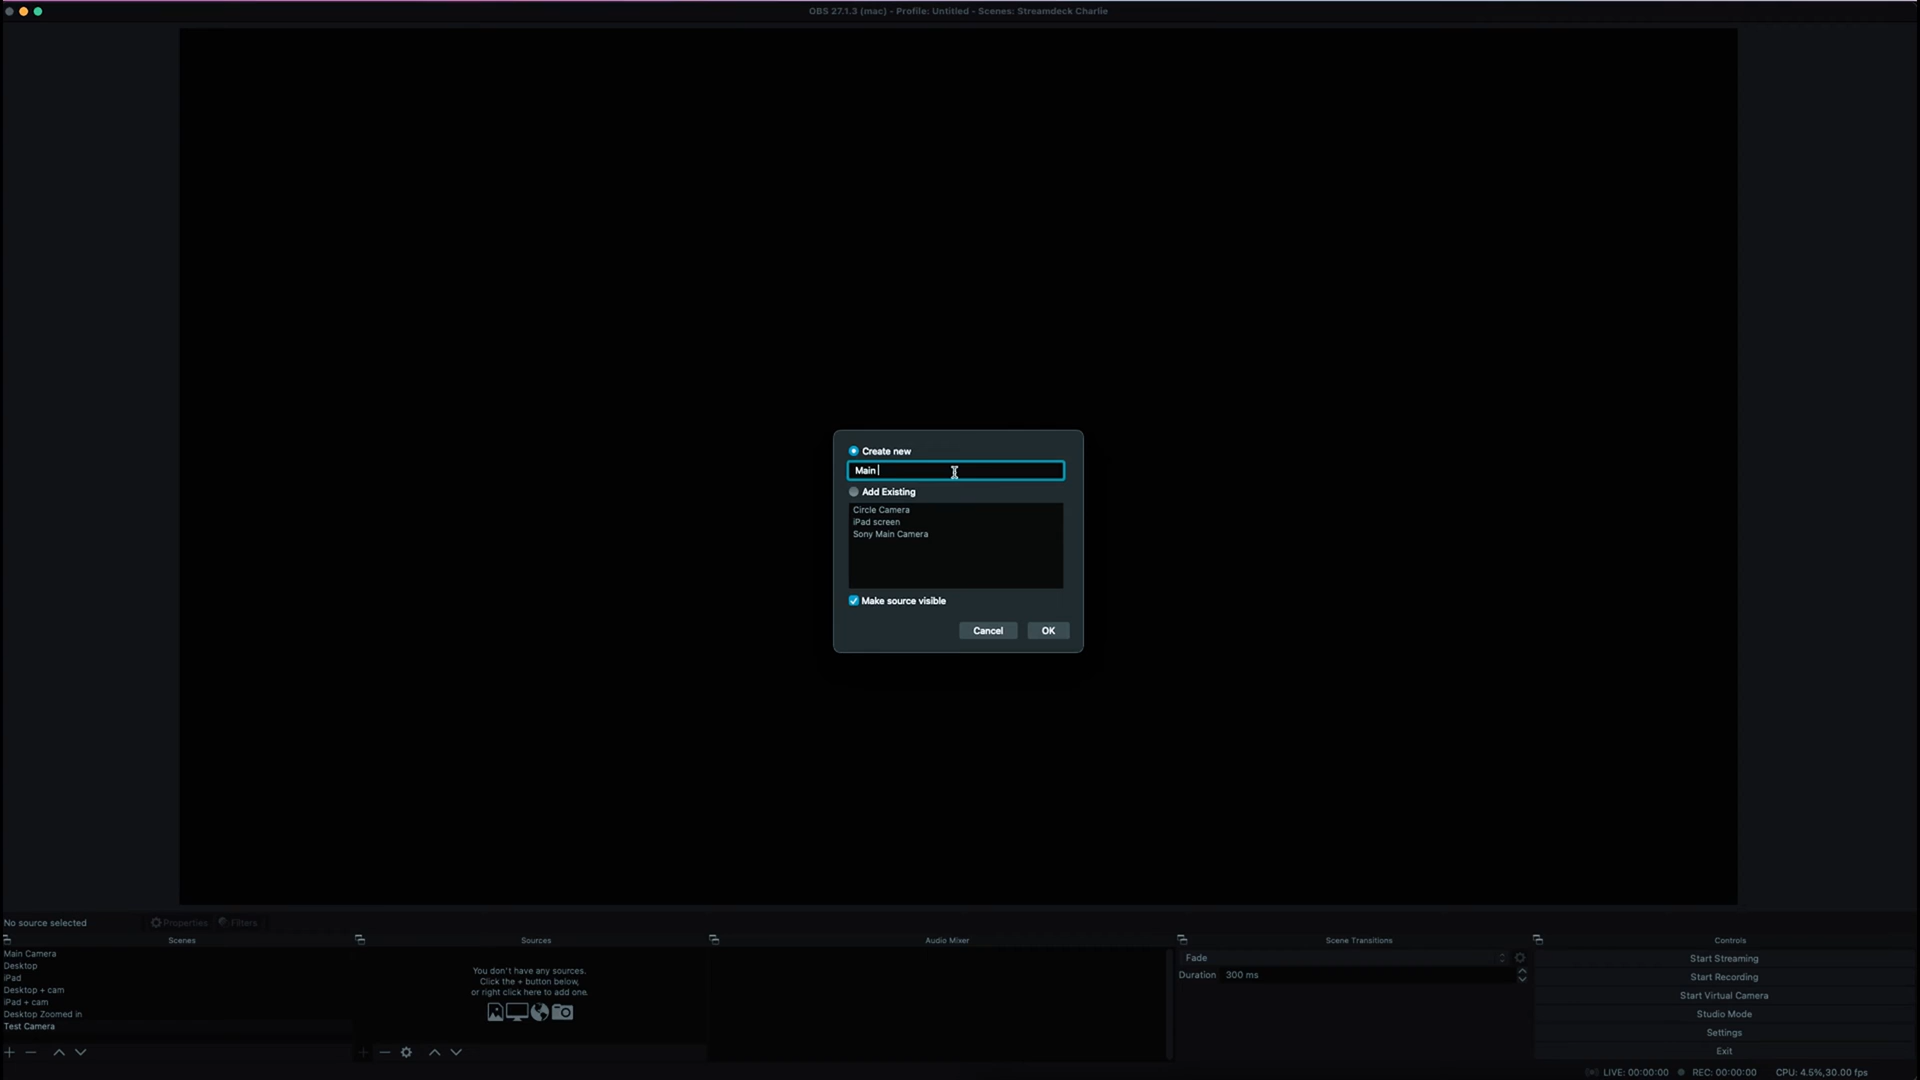 OBS 27.1.3 (mac) - Profile: Untitled - Scenes: Streamdeck Charlie
Create new
Main
Add Existing
Circle Camera
iPad screen
Sony Main Camera
Make source visible
Cancel
OK
No source selected
Properties
Filters
Scenes
Main Camera
Desktop
iPad
Desktop + cam
iPad + cam
Desktop Zoomed in
Test Camera
Sources
You don't have any sources.
Click the + button below,
or right click here to add one.
Audio Mixer
Scene Transitions
Fade
Duration 300 ms
Controls
Start Streaming
Start Recording
Start Virtual Camera
Studio Mode
Settings
Exit
LIVE: 00:00:00 REC: 00:00:00 CPU: 4.5%,30.00 fps